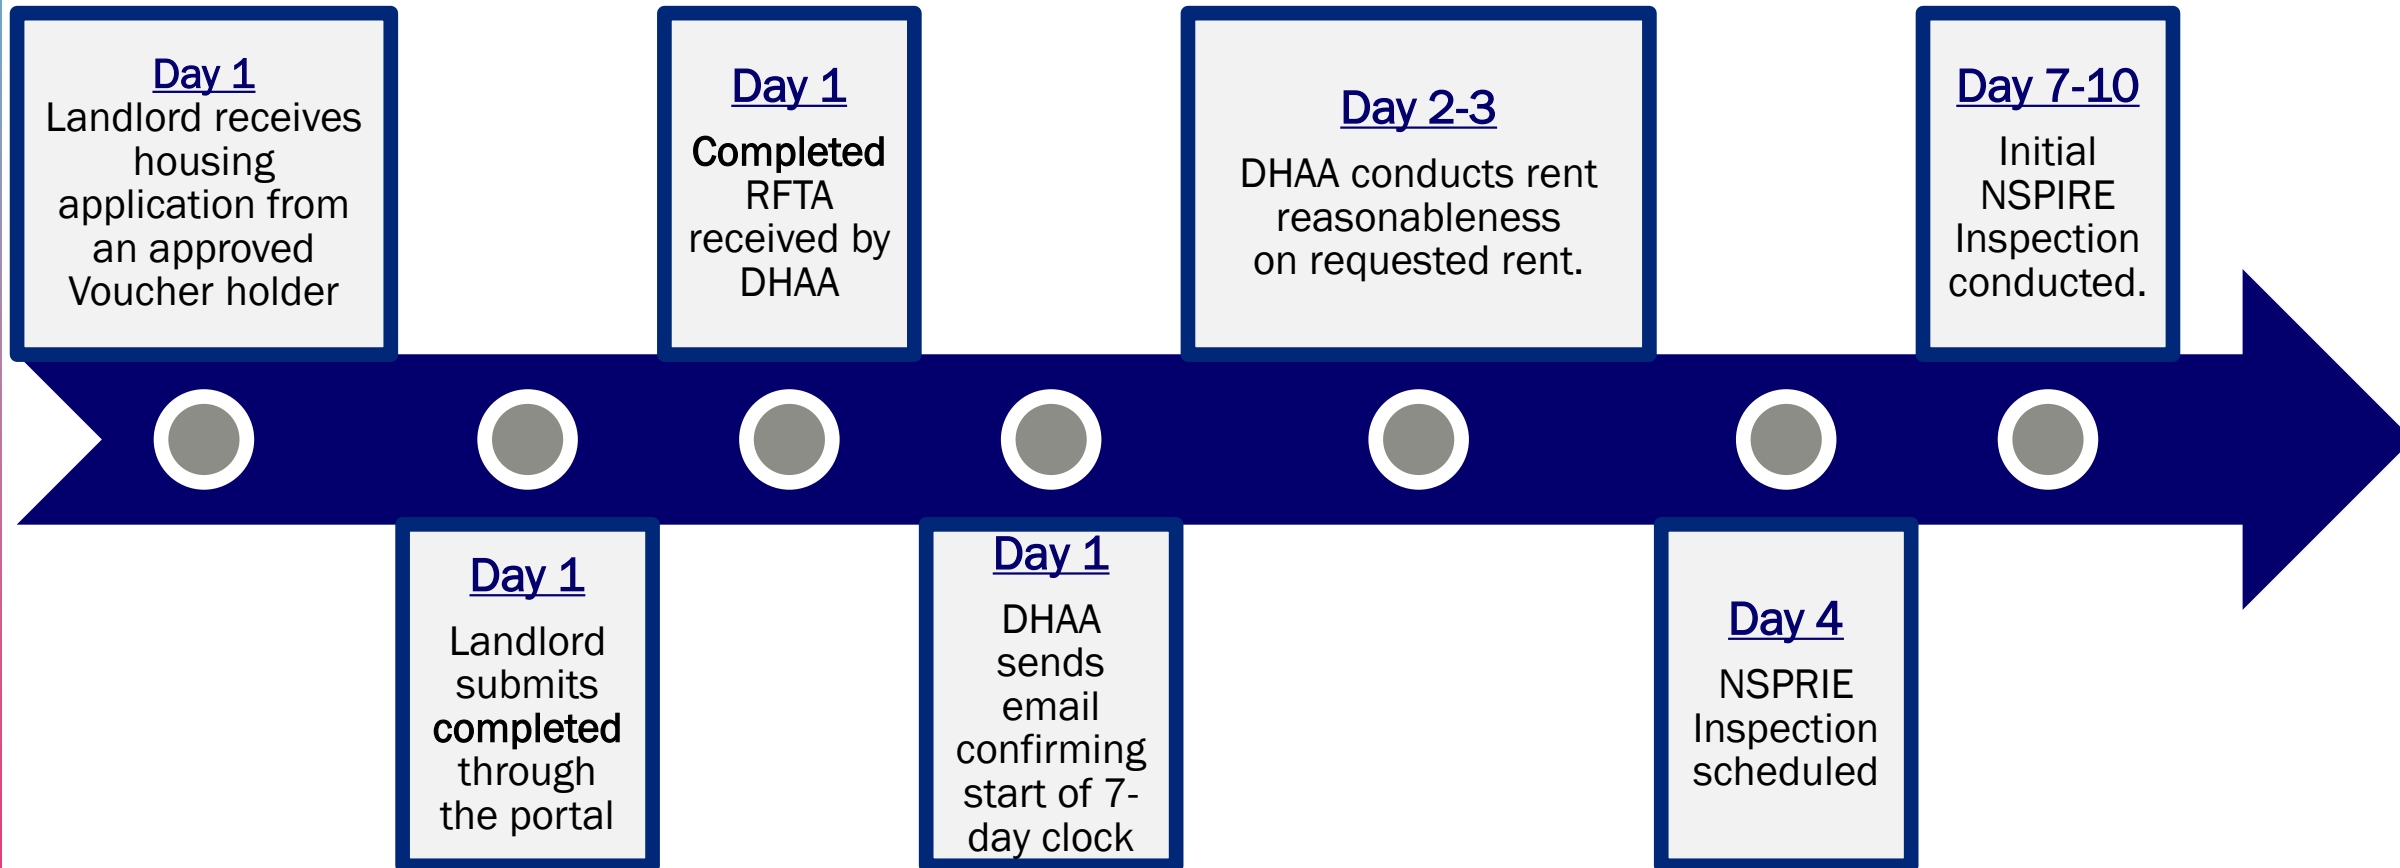 Day 1
Landlord receives
housing
application from
an approved
Voucher holder
Day 1
Landlord
submits
completed
through
the portal
Day 1
Completed
RFTA
received by
DHAA
Day 1
DHAA
sends
email
confirming
start of 7-
day clock
Day 2-3
DHAA conducts rent
reasonableness
on requested rent.
Day 4
NSPRIE
Inspection
scheduled
Day 7-10
Initial
NSPIRE
Inspection
conducted.